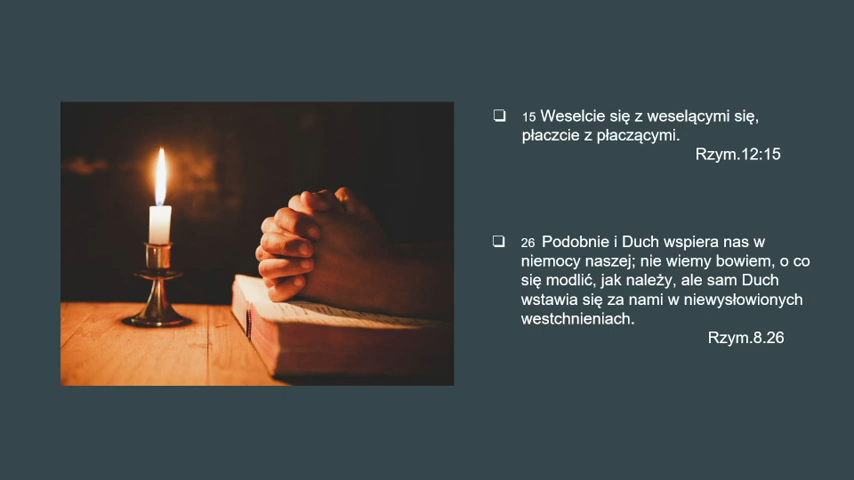 ❑ 15 Weselcie się z weselącymi się,
płaczcie z płaczącymi.
Rzym.12:15
❑ 26 Podobnie i Duch wspiera nas w
niemocy naszej; nie wiemy bowiem, o co
się modlić, jak należy, ale sam Duch
wstawia się za nami w niewysłowionych
westchnieniach.
Rzym.8.26